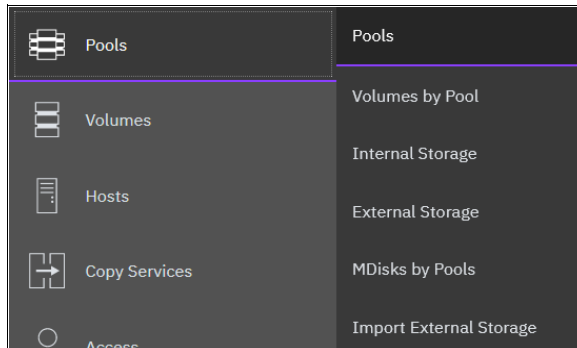 Pools
Volumes
Hosts
Copy Services
Access
Pools
Volumes by Pool
Internal Storage
External Storage
MDisks by Pools
Import External Storage